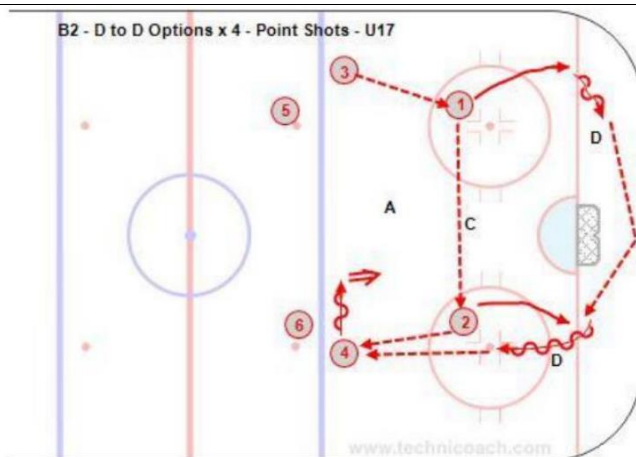 B2 - D to D Options x 4 - Point Shots - U17
3
1
5
D
A
C
2
6
4
D
www.technicoach.com